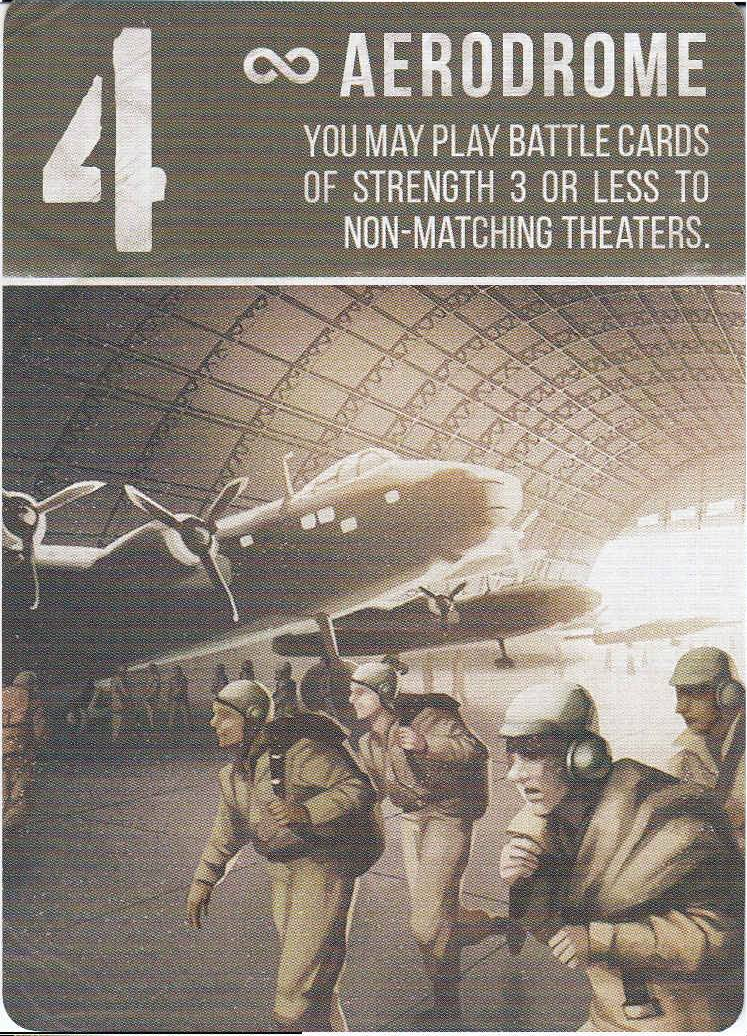 4
∞ AERODROME
YOU MAY PLAY BATTLE CARDS
OF STRENGTH 3 OR LESS TO
NON-MATCHING THEATERS.